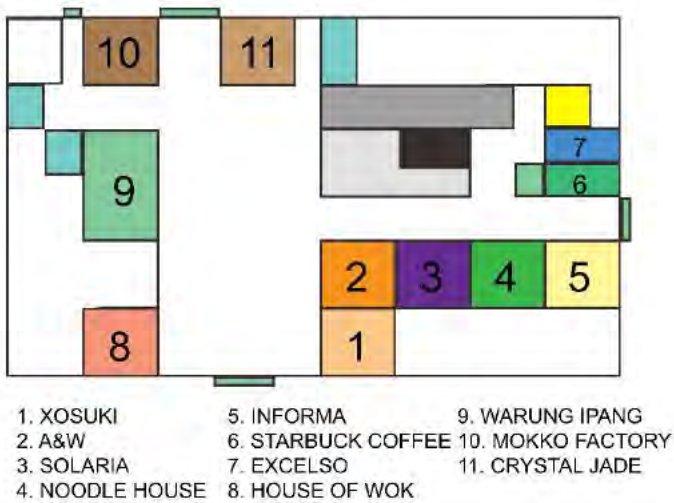 10
11
7
6
9
2
3
4
5
8
1
1. XOSUKI
2. A&W
3. SOLARIA
4. NOODLE HOUSE
5. INFORMA
6. STARBUCK COFFEE
7. EXCELSO
8. HOUSE OF WOK
9. WARUNG IPANG
10. MOKKO FACTORY
11. CRYSTAL JADE